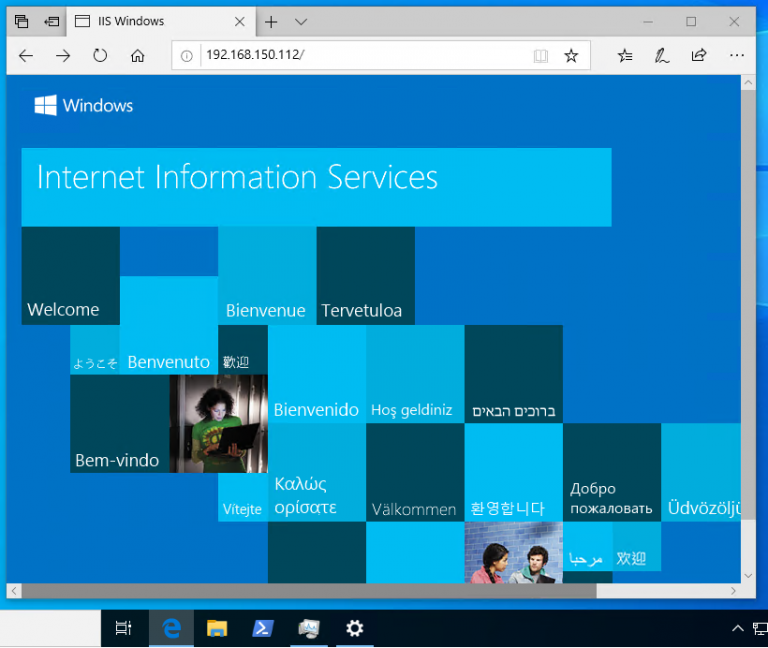 IIS Windows
192.168.150.112/
Windows
Internet Information Services
Welcome
Bienvenue
Tervetuloa
ようこそ
Benvenuto
歡迎
Bienvenido
Hoş geldiniz
ברוכים הבאים
Bem-vindo
Vítejte
Καλώς
ορίσατε
Välkommen
환영합니다
Добро
пожаловать
Üdvözölj
مرحبا
欢迎